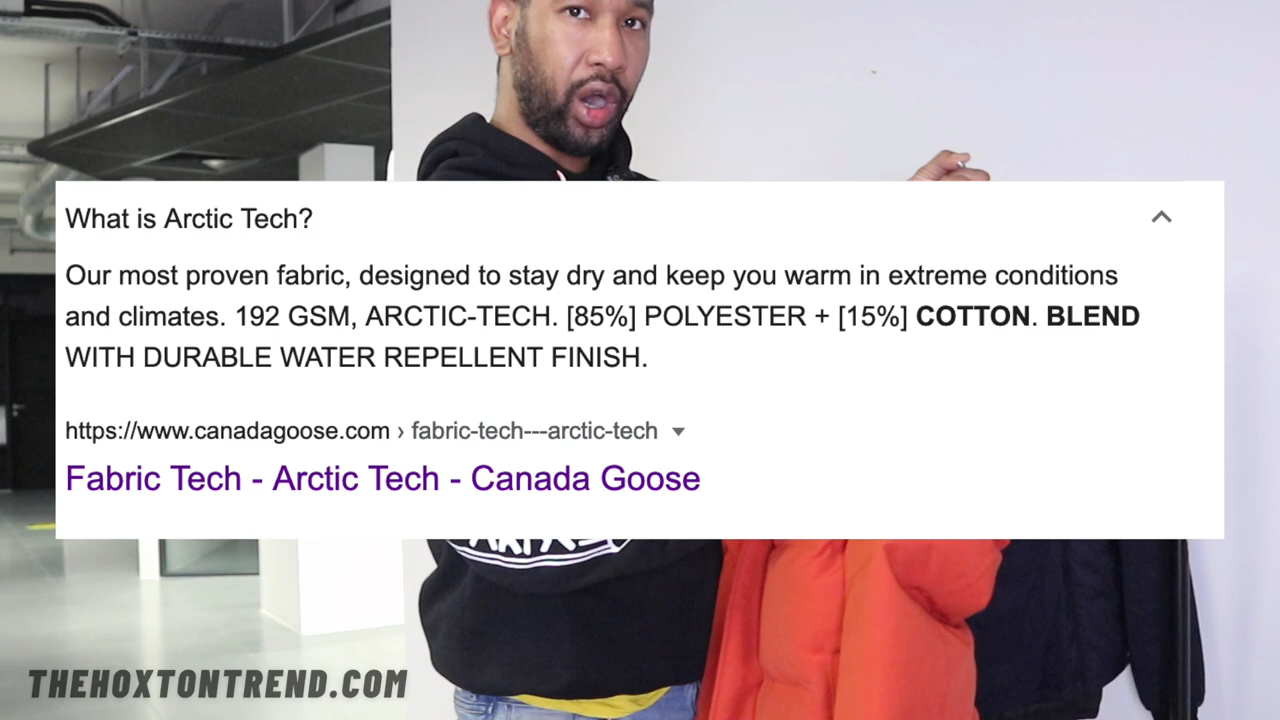 What is Arctic Tech?
Our most proven fabric, designed to stay dry and keep you warm in extreme conditions
and climates. 192 GSM, ARCTIC-TECH. [85%] POLYESTER + [15%] COTTON. BLEND
WITH DURABLE WATER REPELLENT FINISH.
https://www.canadagoose.com › fabric-tech---arctic-tech
Fabric Tech - Arctic Tech - Canada Goose
THEHOXTONTREND.COM